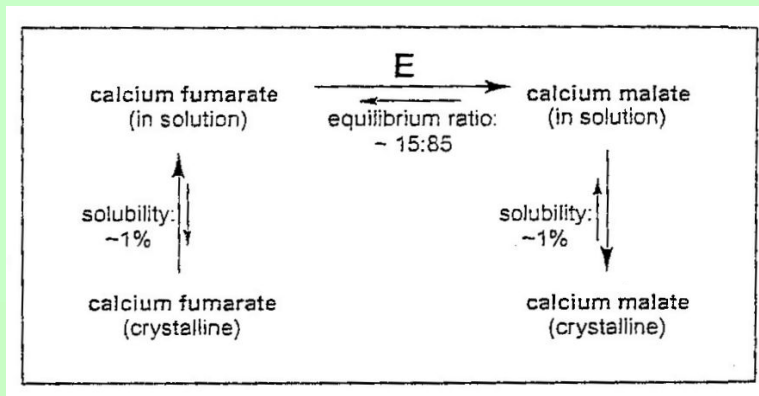 E
calcium fumarate
(in solution)
equilibrium ratio:
~ 15:85
calcium malate
(in solution)
solubility:
~1%
solubility:
~1%
calcium fumarate
(crystalline)
calcium malate
(crystalline)